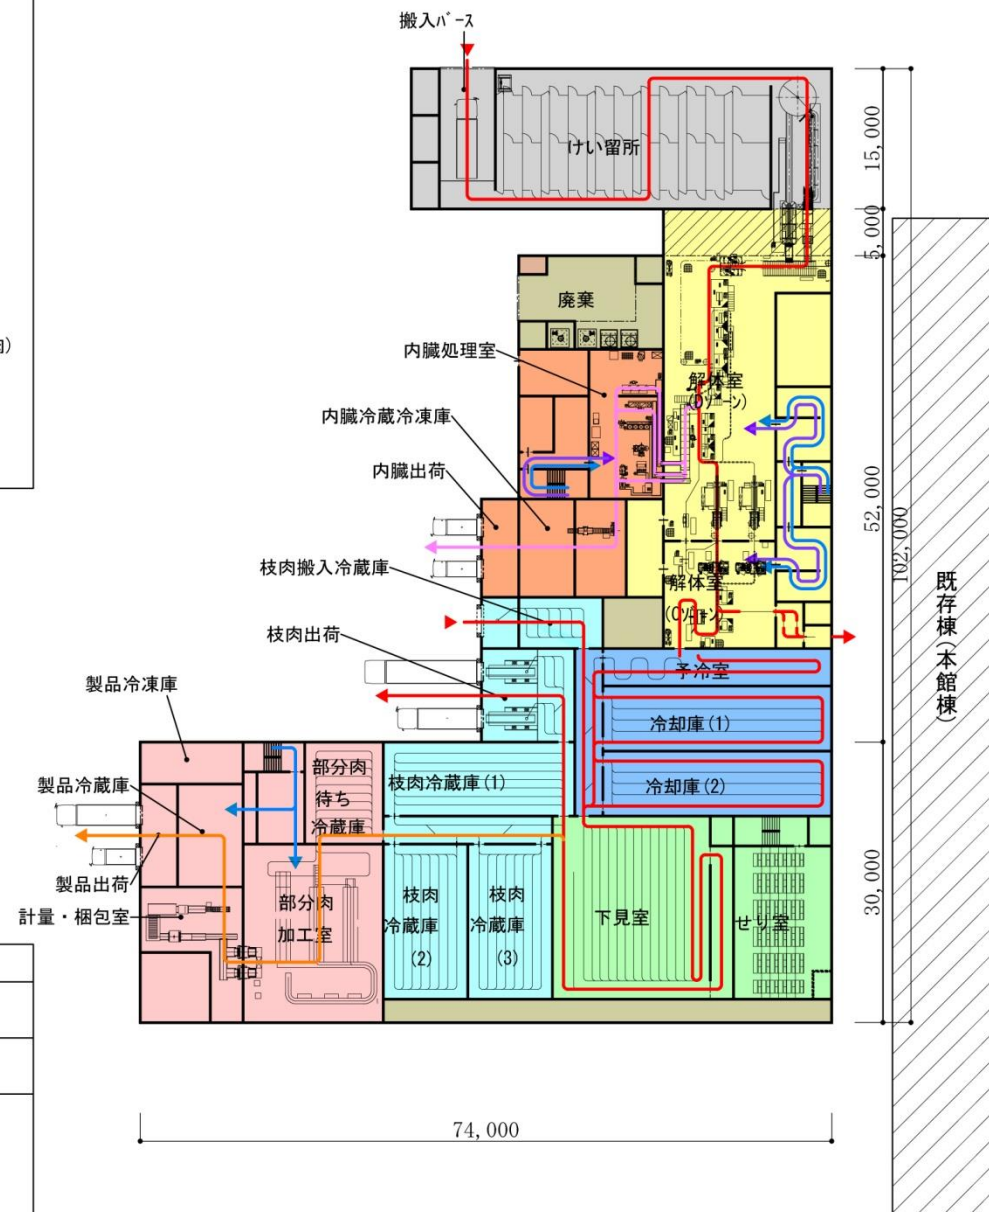 搬入バース
けい留所
15,000
5,000
廃棄
内臓処理室
解体室
(Dゾーン)
内臓冷蔵冷凍庫
内臓出荷
52,000
102,000
枝肉搬入冷蔵庫
解体室
(Cゾーン)
既存棟(本館棟)
枝肉出荷
予冷室
製品冷凍庫
冷却庫(1)
部分肉
待ち
冷蔵庫
枝肉冷蔵庫(1)
冷却庫(2)
製品冷蔵庫
製品出荷
計量・梱包室
部分肉
加工室
枝肉
冷蔵庫
(2)
枝肉
冷蔵庫
(3)
下見室
せり室
30,000
74,000